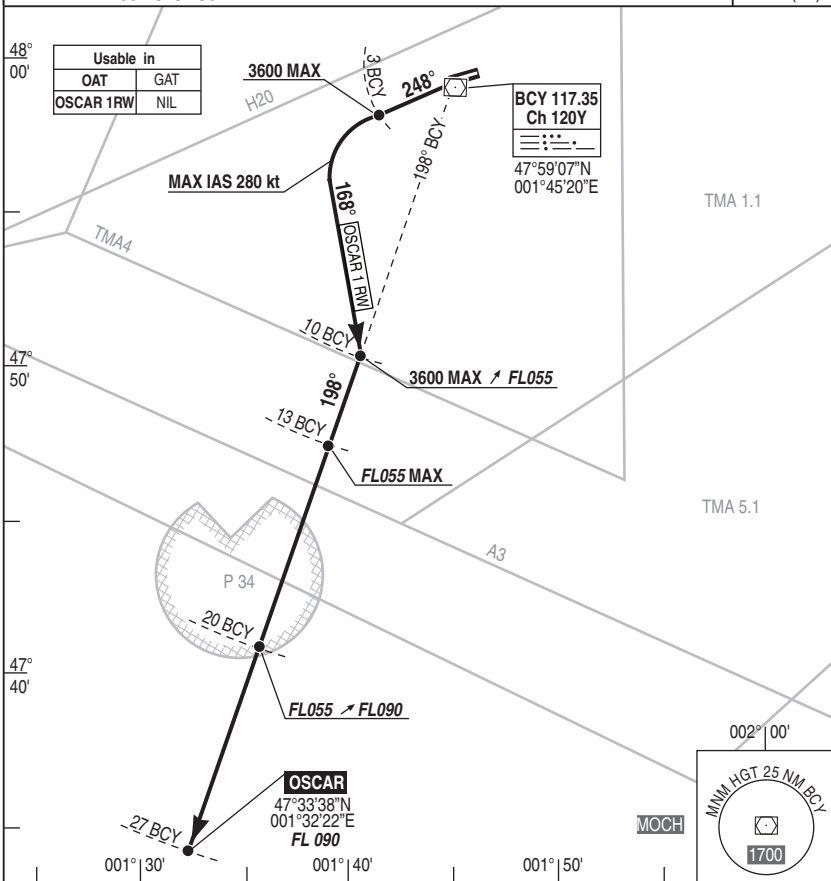 48°
00'
Usable in
OAT GAT
OSCAR 1RW NIL
3600 MAX
3 BCY
248°
H20
BCY 117.35
Ch 120Y
47°59'07"N
001°45'20"E
198° BCY
MAX IAS 280 kt
168°
OSCAR 1 RW
TMA 1.1
TMA4
10 BCY
47°
50'
3600 MAX ↗ FL055
198°
13 BCY
FL055 MAX
TMA 5.1
A3
P 34
20 BCY
47°
40'
FL055 ↗ FL090
002° 00'
OSCAR
47°33'38"N
001°32'22"E
FL 090
27 BCY
MOCH
MNM HGT 25 NM BCY
1700
001° 30'
001° 40'
001° 50'